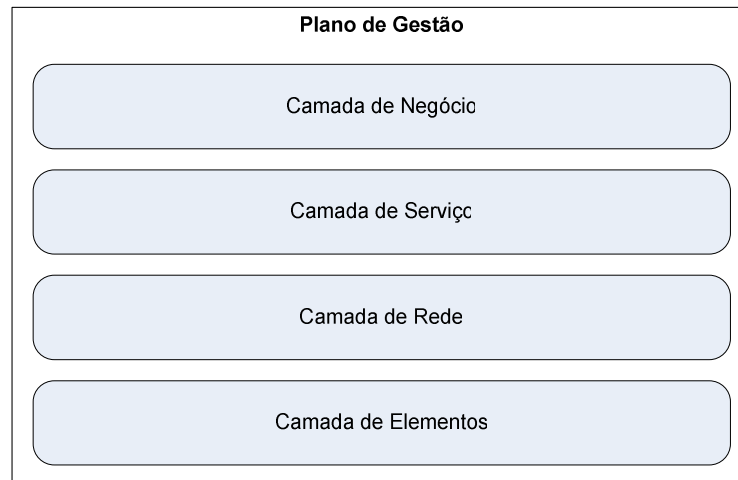 Plano de Gestão
Camada de Negócio
Camada de Serviço
Camada de Rede
Camada de Elementos